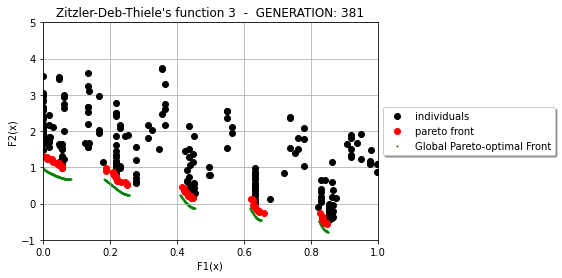 Zitzler-Deb-Thiele's function 3 - GENERATION: 381
5
4
3
2
1
0
−1
F2(x)
0.0 0.2 0.4 0.6 0.8 1.0
F1(x)
individuals
pareto front
Global Pareto-optimal Front